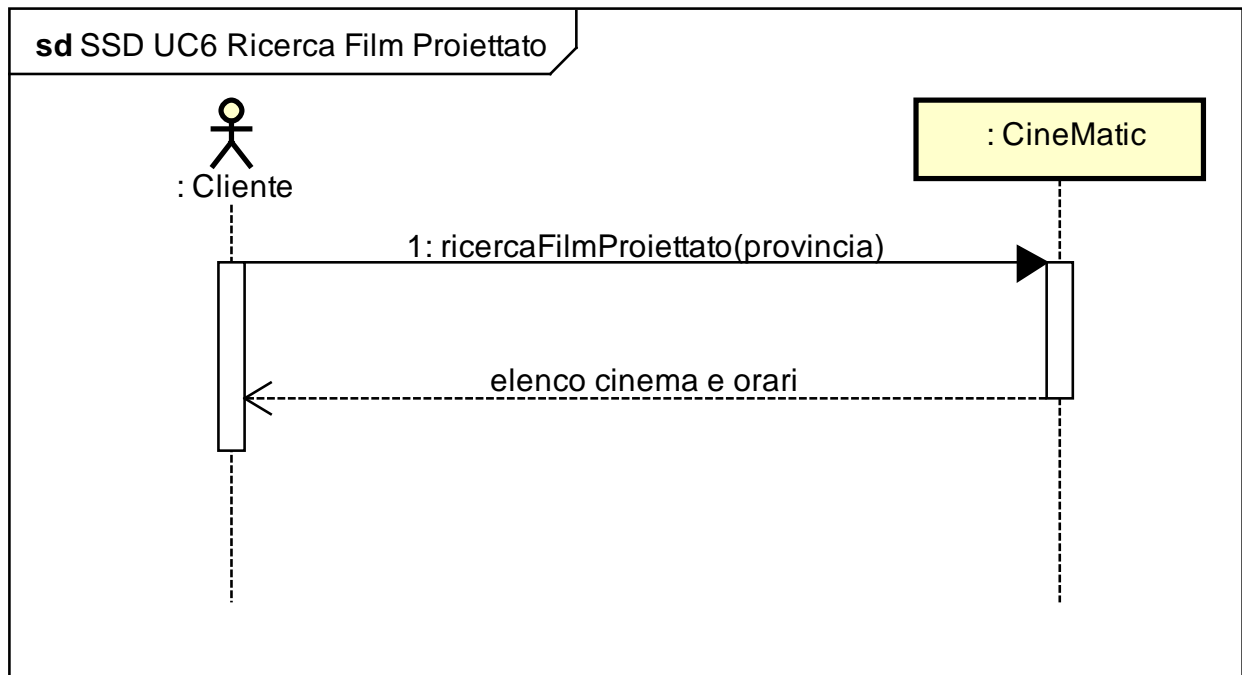 sd SSD UC6 Ricerca Film Proiettato
: Cliente
: CineMatic
1: ricercaFilmProiettato(provincia)
elenco cinema e orari